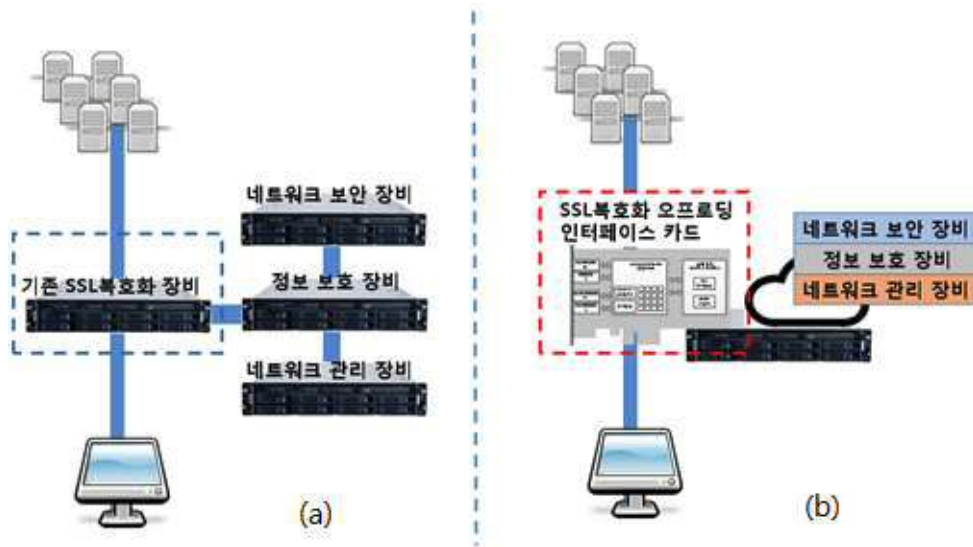 네트워크 보안 장비
기존 SSL복호화 장비
정보 보호 장비
네트워크 관리 장비
(a)
SSL복호화 오프로딩
인터페이스 카드
네트워크 보안 장비
정보 보호 장비
네트워크 관리 장비
(b)